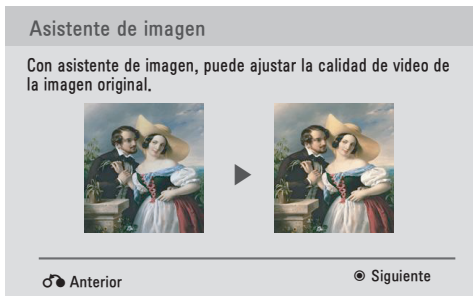 Asistente de imagen
Con asistente de imagen, puede ajustar la calidad de video de
la imagen original.
Anterior
Siguiente